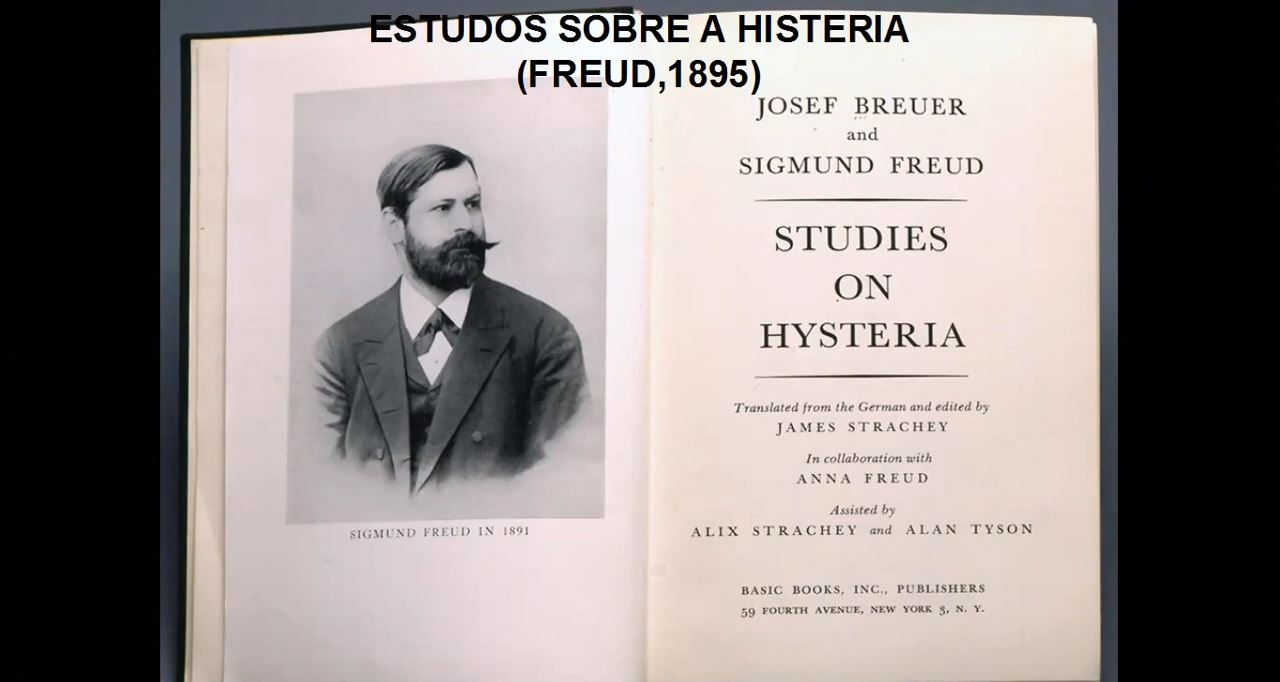 ESTUDOS SOBRE A HISTERIA
(FREUD,1895)
SIGMUND FREUD IN 1891
JOSEF BREUER
and
SIGMUND FREUD
STUDIES
ON
HYSTERIA
Translated from the German and edited by
JAMES STRACHEY
In collaboration with
ANNA FREUD
Assisted by
ALIX STRACHEY and ALAN TYSON
BASIC BOOKS, INC., PUBLISHERS
59 FOURTH AVENUE, NEW YORK 3, N. Y.